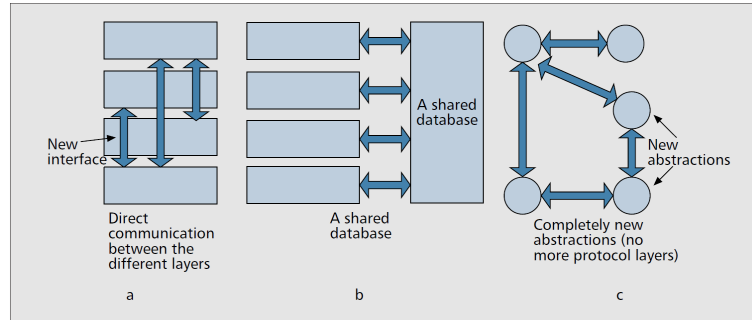 New
interface
Direct
communication
between the
different layers
a
A shared
database
A shared
database
b
New
abstractions
Completely new
abstractions (no
more protocol layers)
c